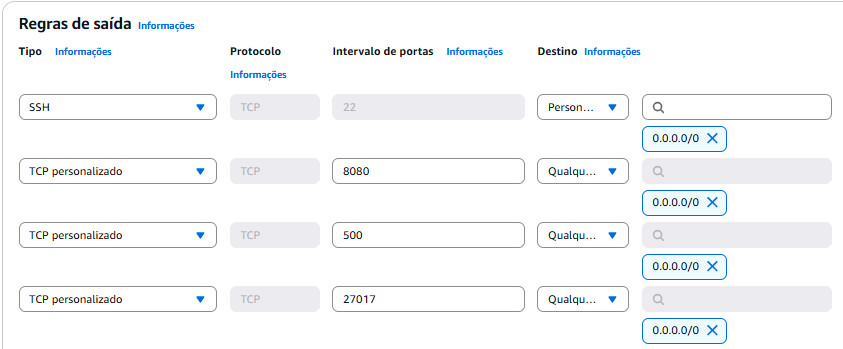 Regras de saída Informações
Tipo Informações Protocolo Informações Intervalo de portas Informações Destino Informações
SSH TCP 22 Person...
0.0.0.0/0
TCP personalizado TCP 8080 Qualqu...
0.0.0.0/0
TCP personalizado TCP 500 Qualqu...
0.0.0.0/0
TCP personalizado TCP 27017 Qualqu...
0.0.0.0/0